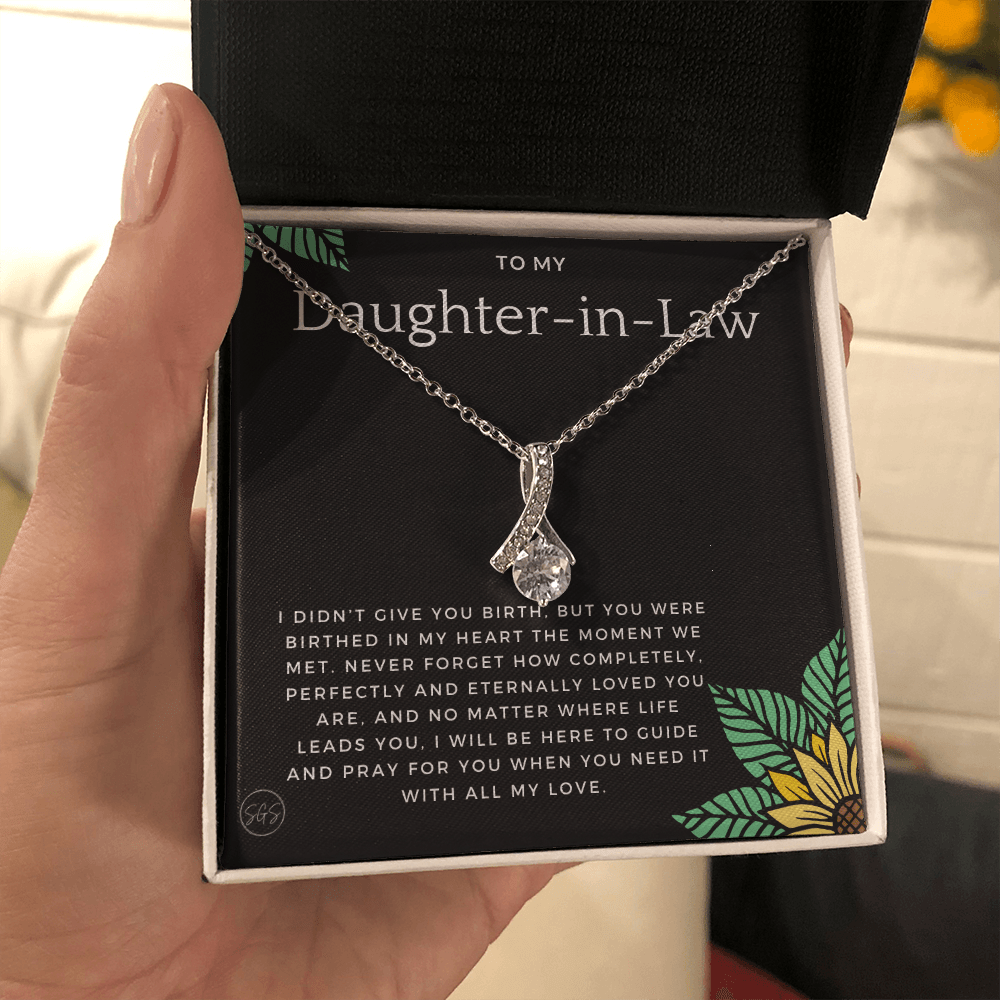 TO MY
Daughter-in-Law
I DIDN'T GIVE YOU BIRTH, BUT YOU WERE
BIRTHED IN MY HEART THE MOMENT WE
MET. NEVER FORGET HOW COMPLETELY,
PERFECTLY AND ETERNALLY LOVED YOU
ARE, AND NO MATTER WHERE LIFE
LEADS YOU, I WILL BE HERE TO GUIDE
AND PRAY FOR YOU WHEN YOU NEED IT
WITH ALL MY LOVE.
SGS